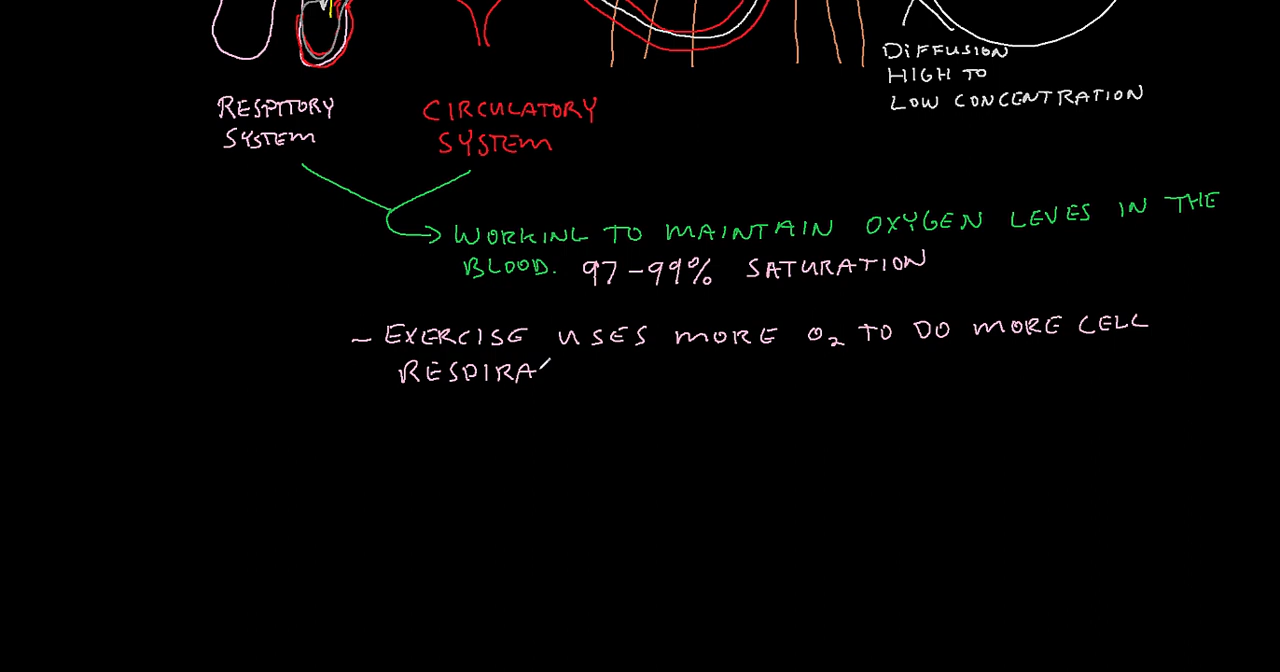 DIFFUSION
HIGH TO
LOW CONCENTRATION
RESPITORY
SYSTEM
CIRCULATORY
SYSTEM
WORKING TO MAINTAIN OXYGEN LEVES IN THE
BLOOD. 97-99% SATURATION
- EXERCISE USES MORE O₂ TO DO MORE CELL
RESPIRA